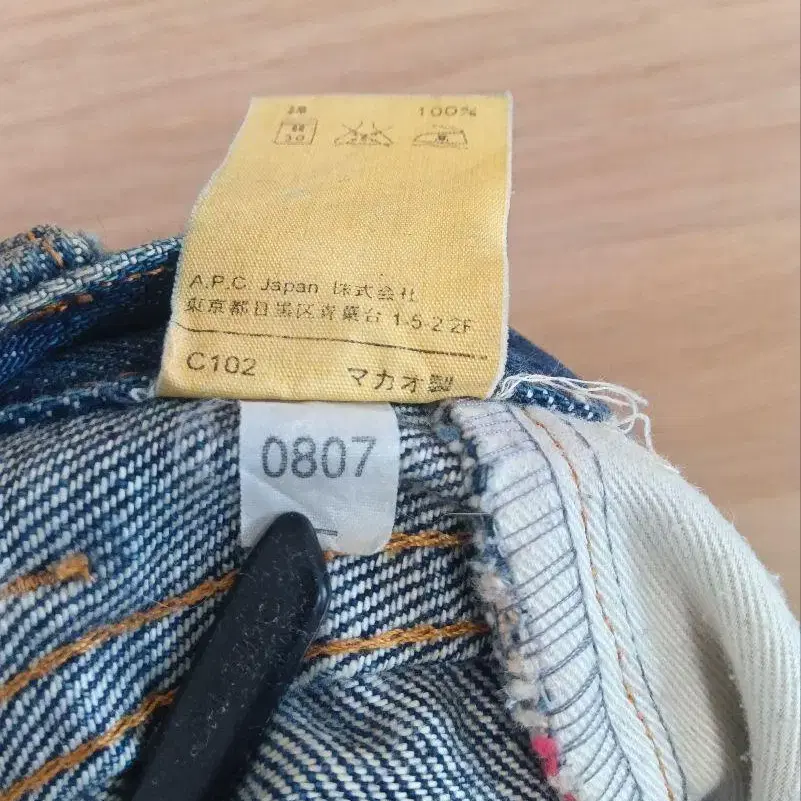 綿 100%
30
A.P.C. Japan 株式会社
東京都目黒区青葉台 1-5-2 2F
C102 マカオ製
0807